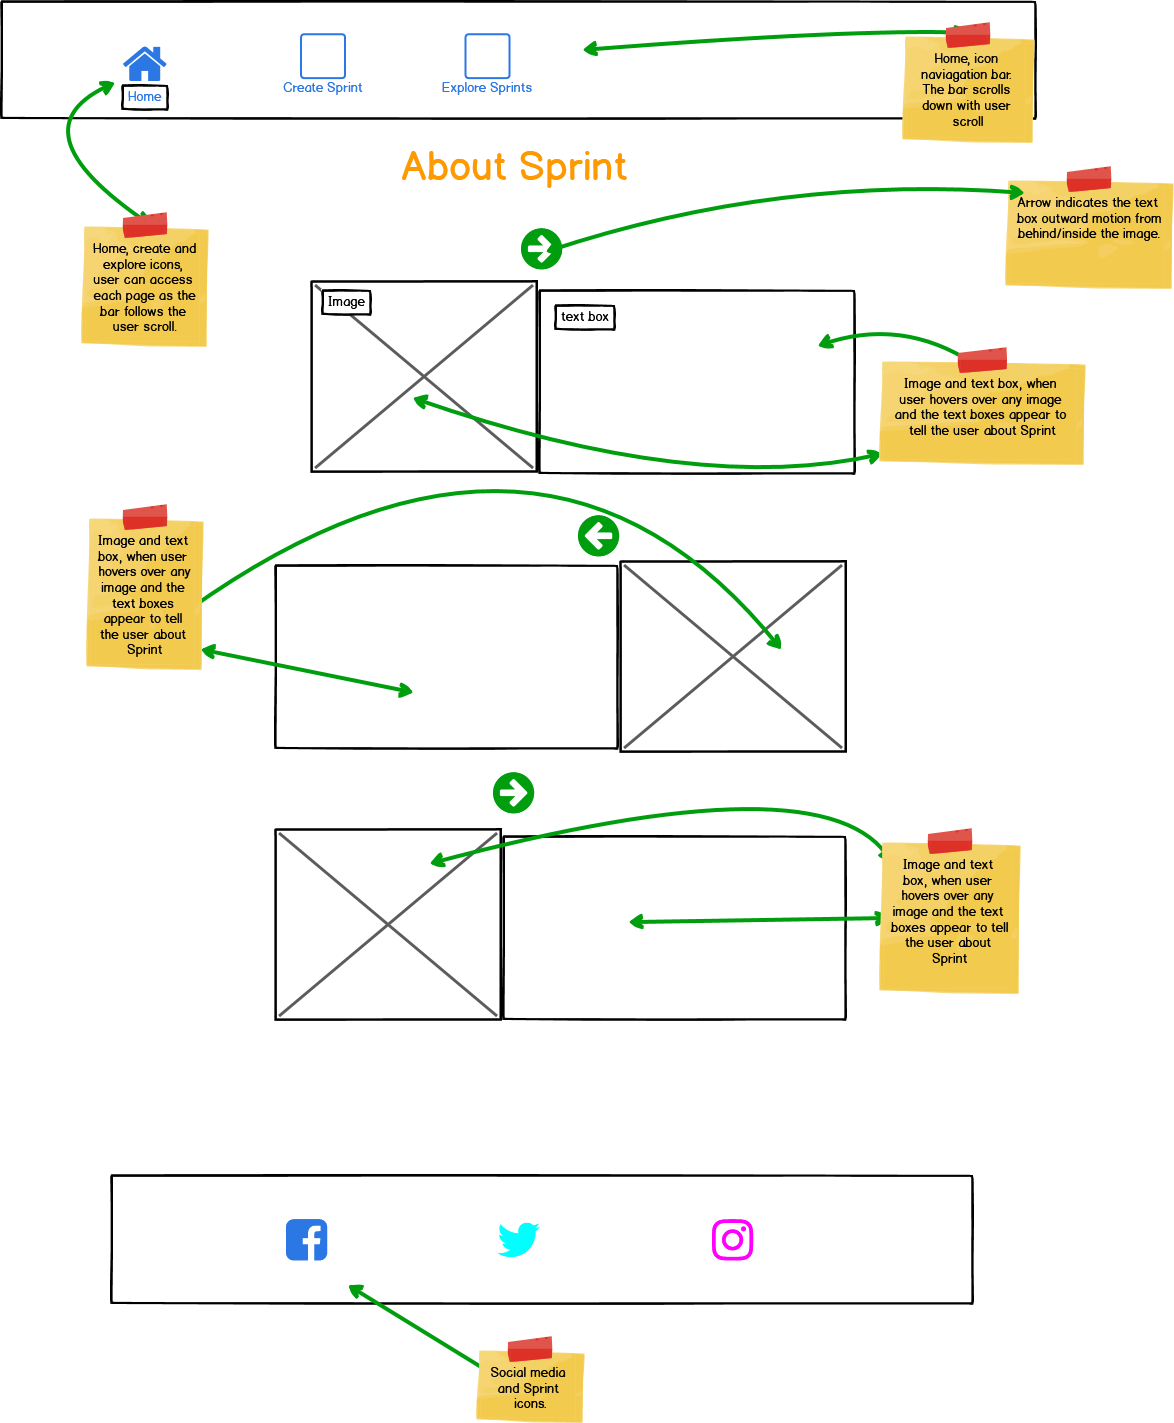 Home
Create Sprint
Explore Sprints
Home, icon
naviagation bar.
The bar scrolls
down with user
scroll
About Sprint
Arrow indicates the text
box outward motion from
behind/inside the image.
Home, create and
explore icons,
user can access
each page as the
bar follows the
user scroll.
Image
text box
Image and text box, when
user hovers over any image
and the text boxes appear to
tell the user about Sprint
Image and text
box, when user
hovers over any
image and the
text boxes
appear to tell
the user about
Sprint
Image and text
box, when user
hovers over any
image and the text
boxes appear to tell
the user about
Sprint
Social media
and Sprint
icons.